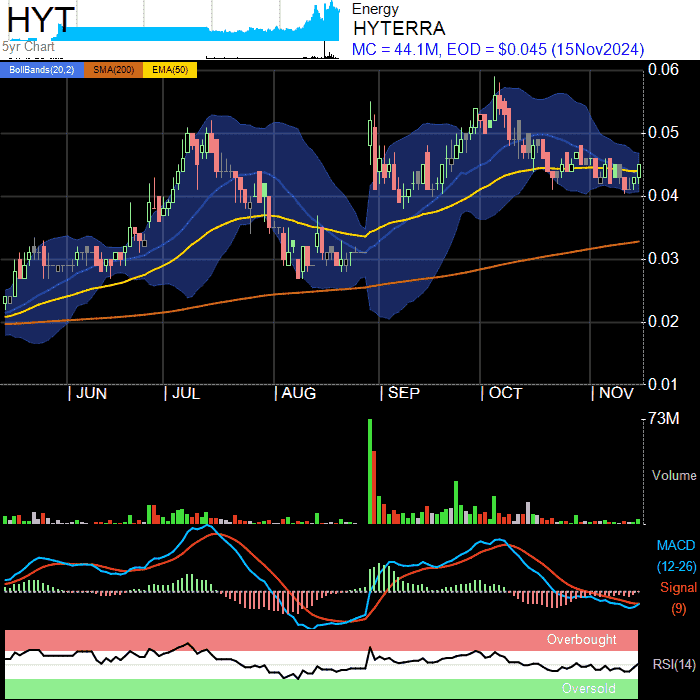 HYT
5yr Chart
Energy
HYTERRA
MC = 44.1M, EOD = $0.045 (15Nov2024)
BollBands(20,2) SMA(200) EMA(50)
0.06
0.05
0.04
0.03
0.02
0.01
| JUN | JUL | AUG | SEP | OCT | NOV
73M
Volume
MACD
(12-26)
Signal
(9)
Overbought
RSI(14)
Oversold